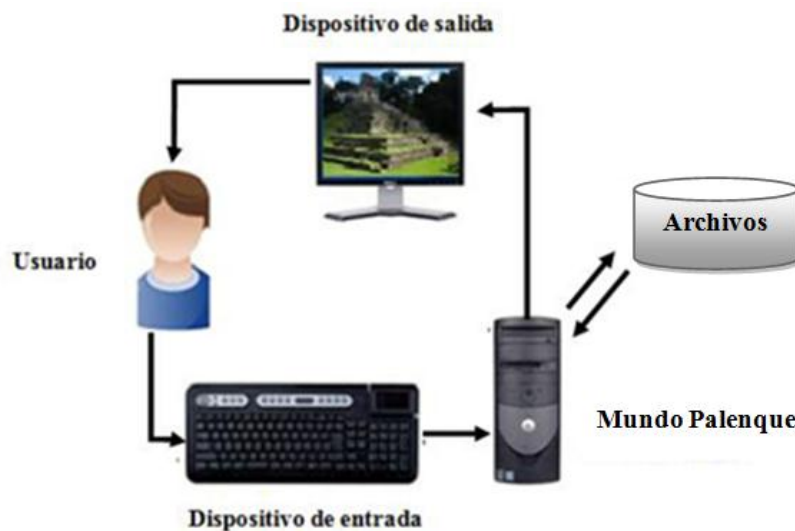 Dispositivo de salida
Archivos
Usuario
Mundo Palenque
Dispositivo de entrada